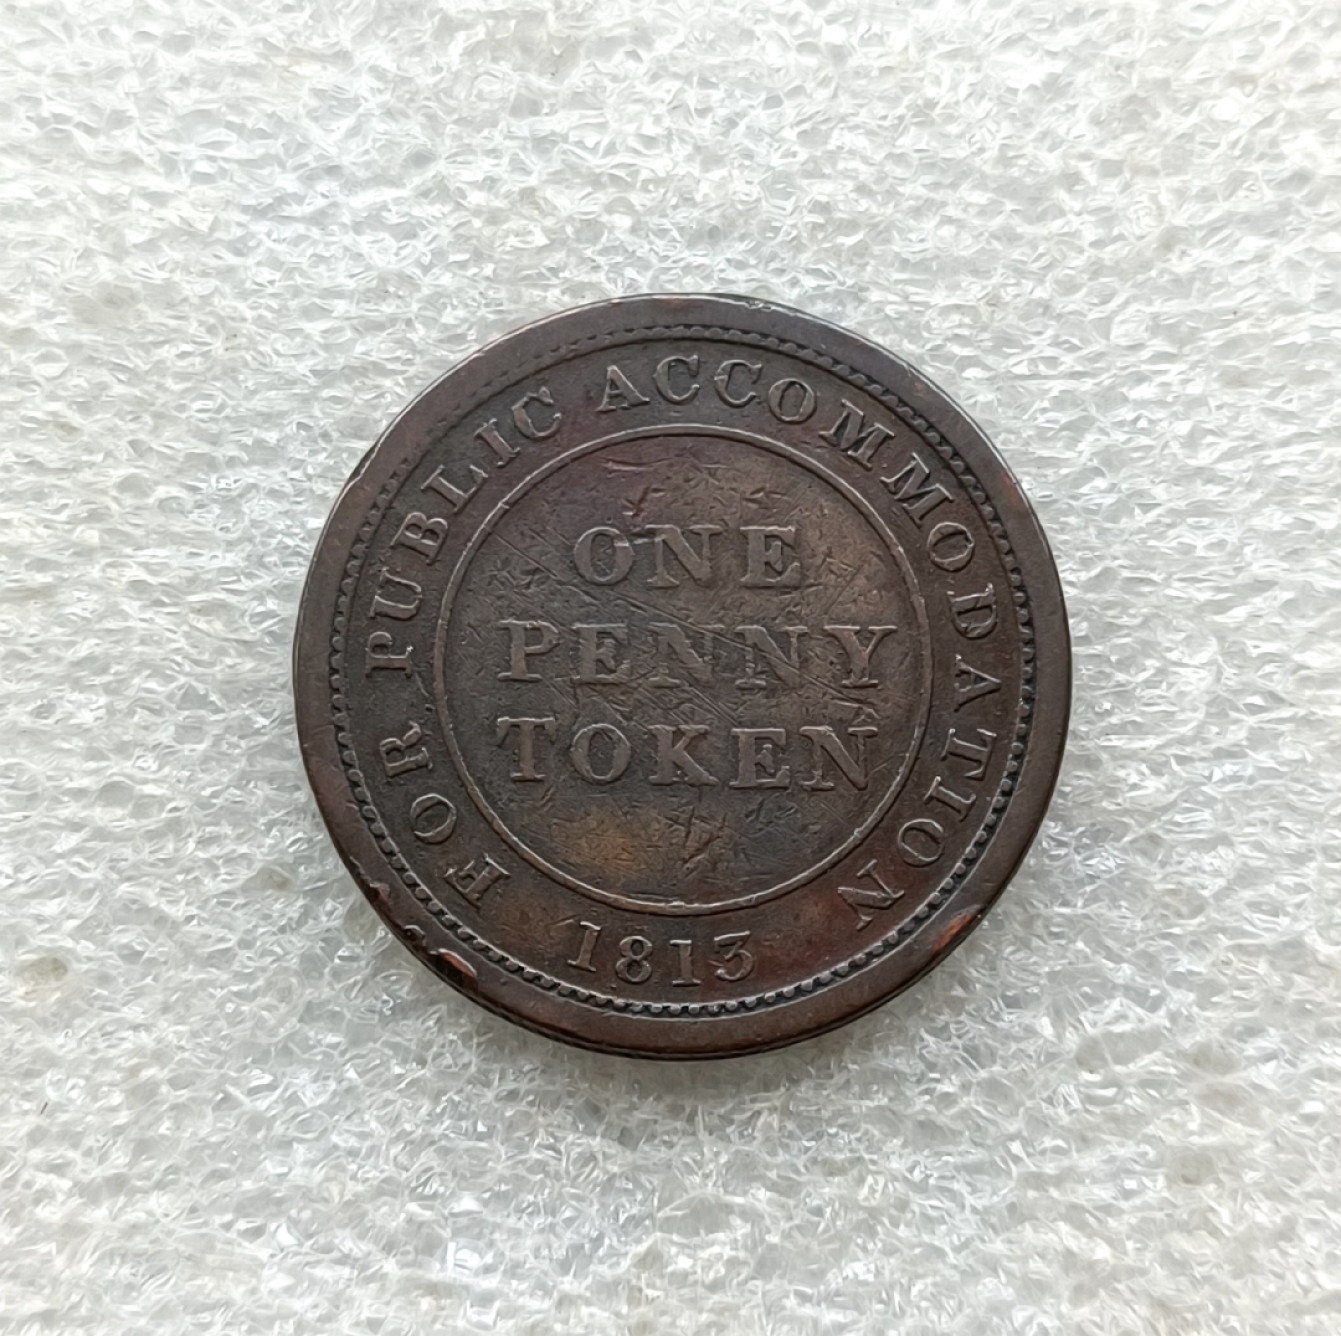 FOR PUBLIC ACCOMMODATION
ONE
PENNY
TOKEN
1813